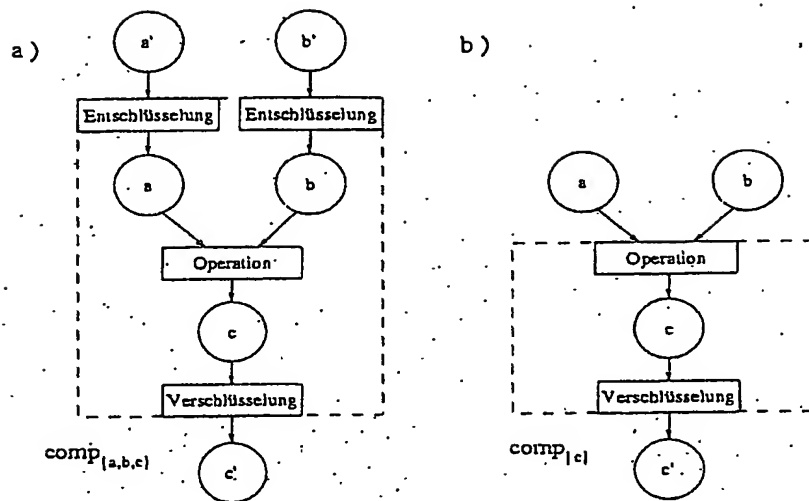 a)
a'
b'
Entschlüsselung
Entschlüsselung
a
b
Operation
c
Verschlüsselung
comp{a,b,c}
c'
b)
a
b
Operation
c
Verschlüsselung
comp{c}
c'